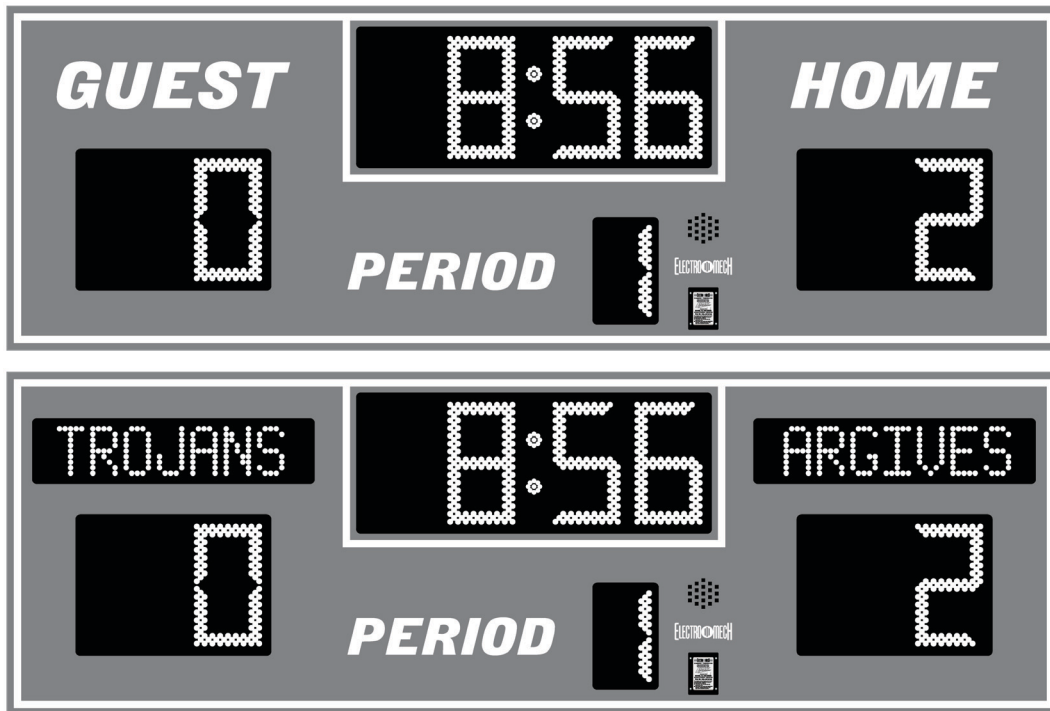 8:56
GUEST HOME
0 2
PERIOD 1
ELECTRO-MECH
8:56
TROJANS ARGIVES
0 2
PERIOD 1
ELECTRO-MECH